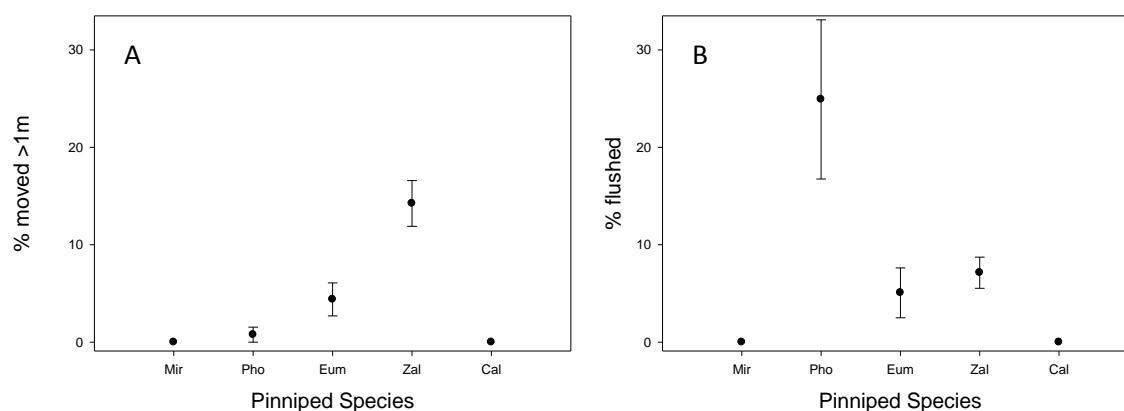 A
% moved >1m
30
20
10
0
Mir Pho Eum Zal Cal
Pinniped Species
B
% flushed
30
20
10
0
Mir Pho Eum Zal Cal
Pinniped Species